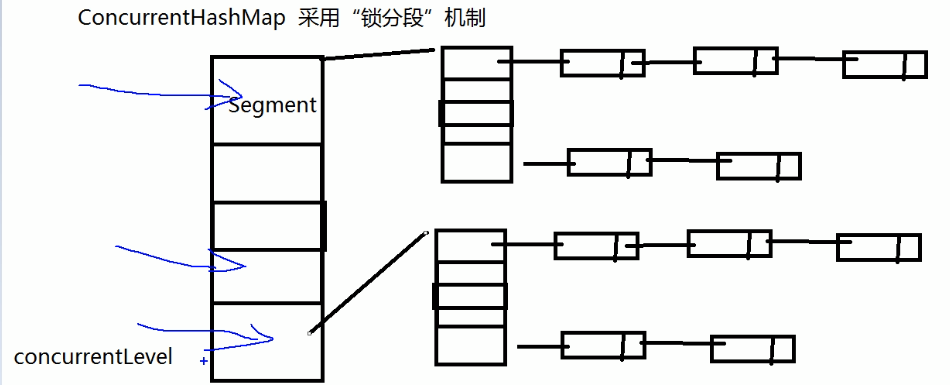 ConcurrentHashMap 采用“锁分段”机制
Segment
concurrentLevel